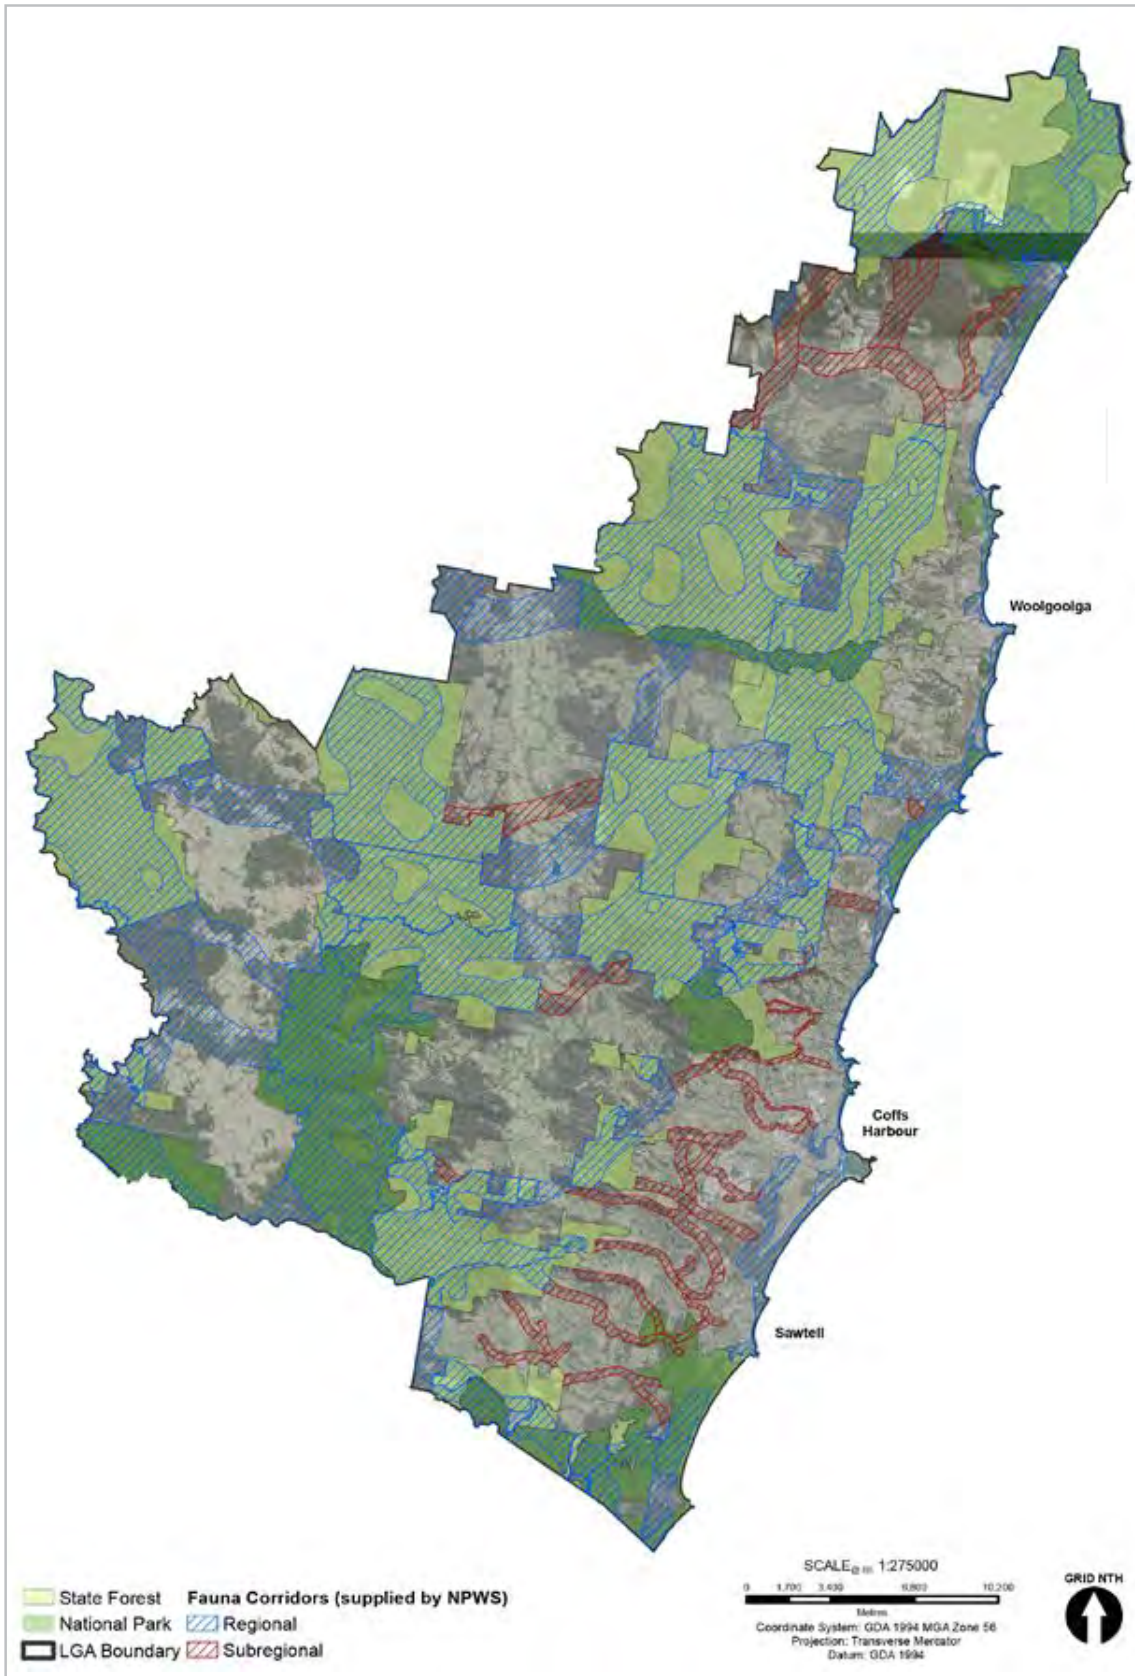 Woolgoolga
Coffs
Harbour
Sawtell
State Forest
National Park
LGA Boundary
Fauna Corridors (supplied by NPWS)
Regional
Subregional
SCALE 1:275000
0 1,700 3,400 6,800 10,200
Metres
Coordinate System: GDA 1994 MGA Zone 56
Projection: Transverse Mercator
Datum: GDA 1994
GRID NTH